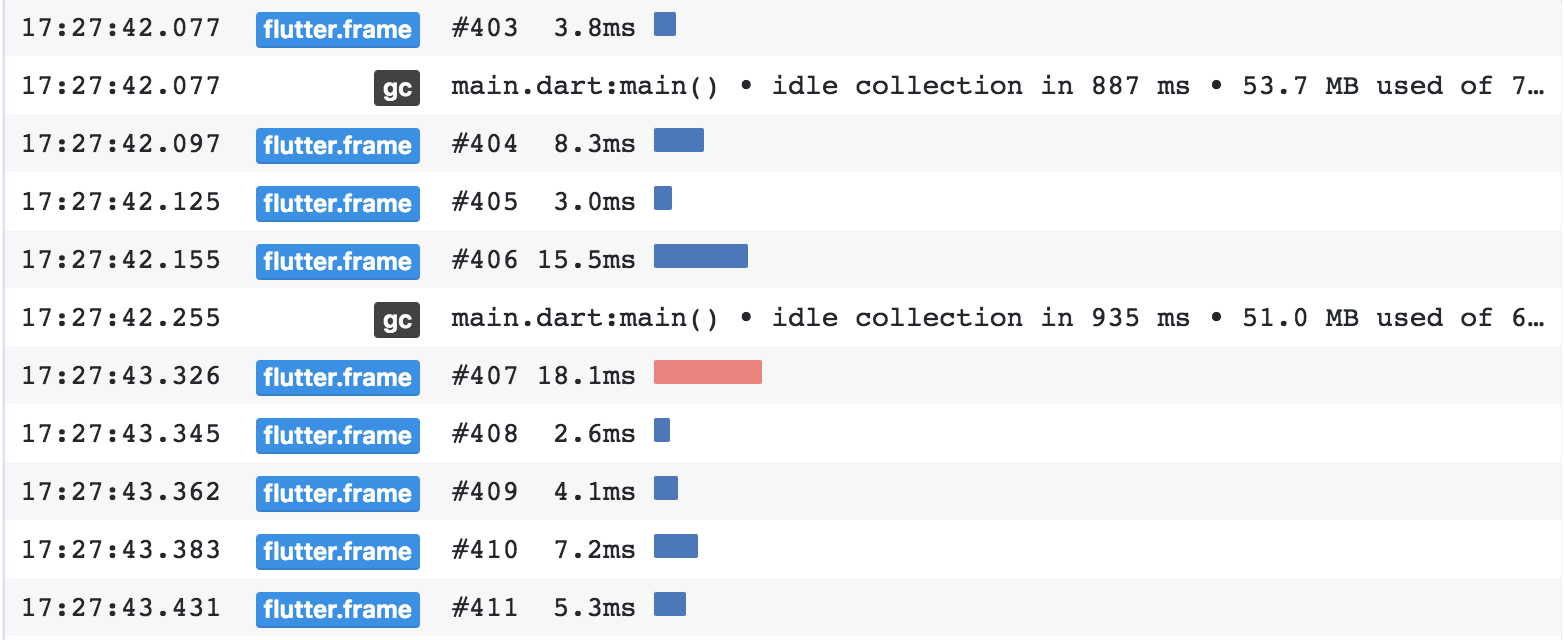 17:27:42.077 flutter.frame #403 3.8ms
17:27:42.077 gc main.dart:main() • idle collection in 887 ms • 53.7 MB used of 7…
17:27:42.097 flutter.frame #404 8.3ms
17:27:42.125 flutter.frame #405 3.0ms
17:27:42.155 flutter.frame #406 15.5ms
17:27:42.255 gc main.dart:main() • idle collection in 935 ms • 51.0 MB used of 6…
17:27:43.326 flutter.frame #407 18.1ms
17:27:43.345 flutter.frame #408 2.6ms
17:27:43.362 flutter.frame #409 4.1ms
17:27:43.383 flutter.frame #410 7.2ms
17:27:43.431 flutter.frame #411 5.3ms